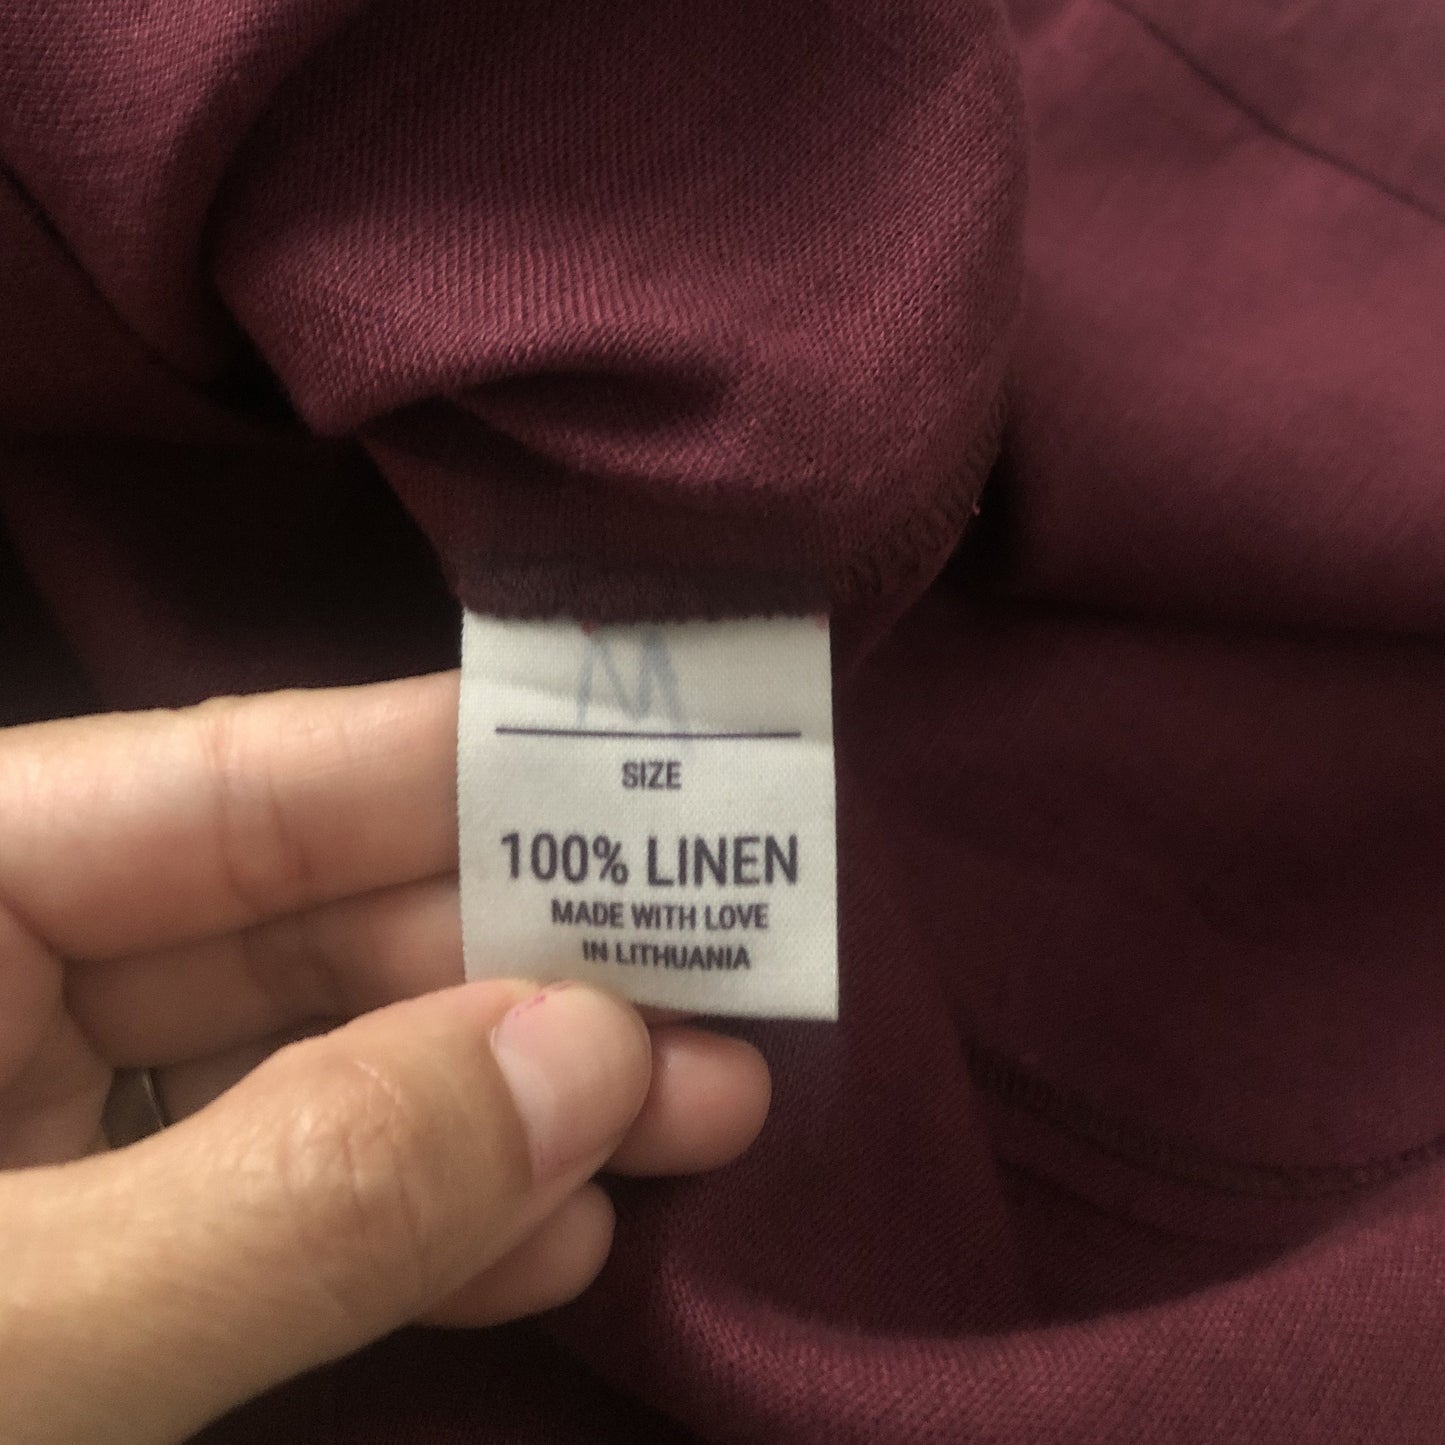 M
SIZE
100% LINEN
MADE WITH LOVE
IN LITHUANIA